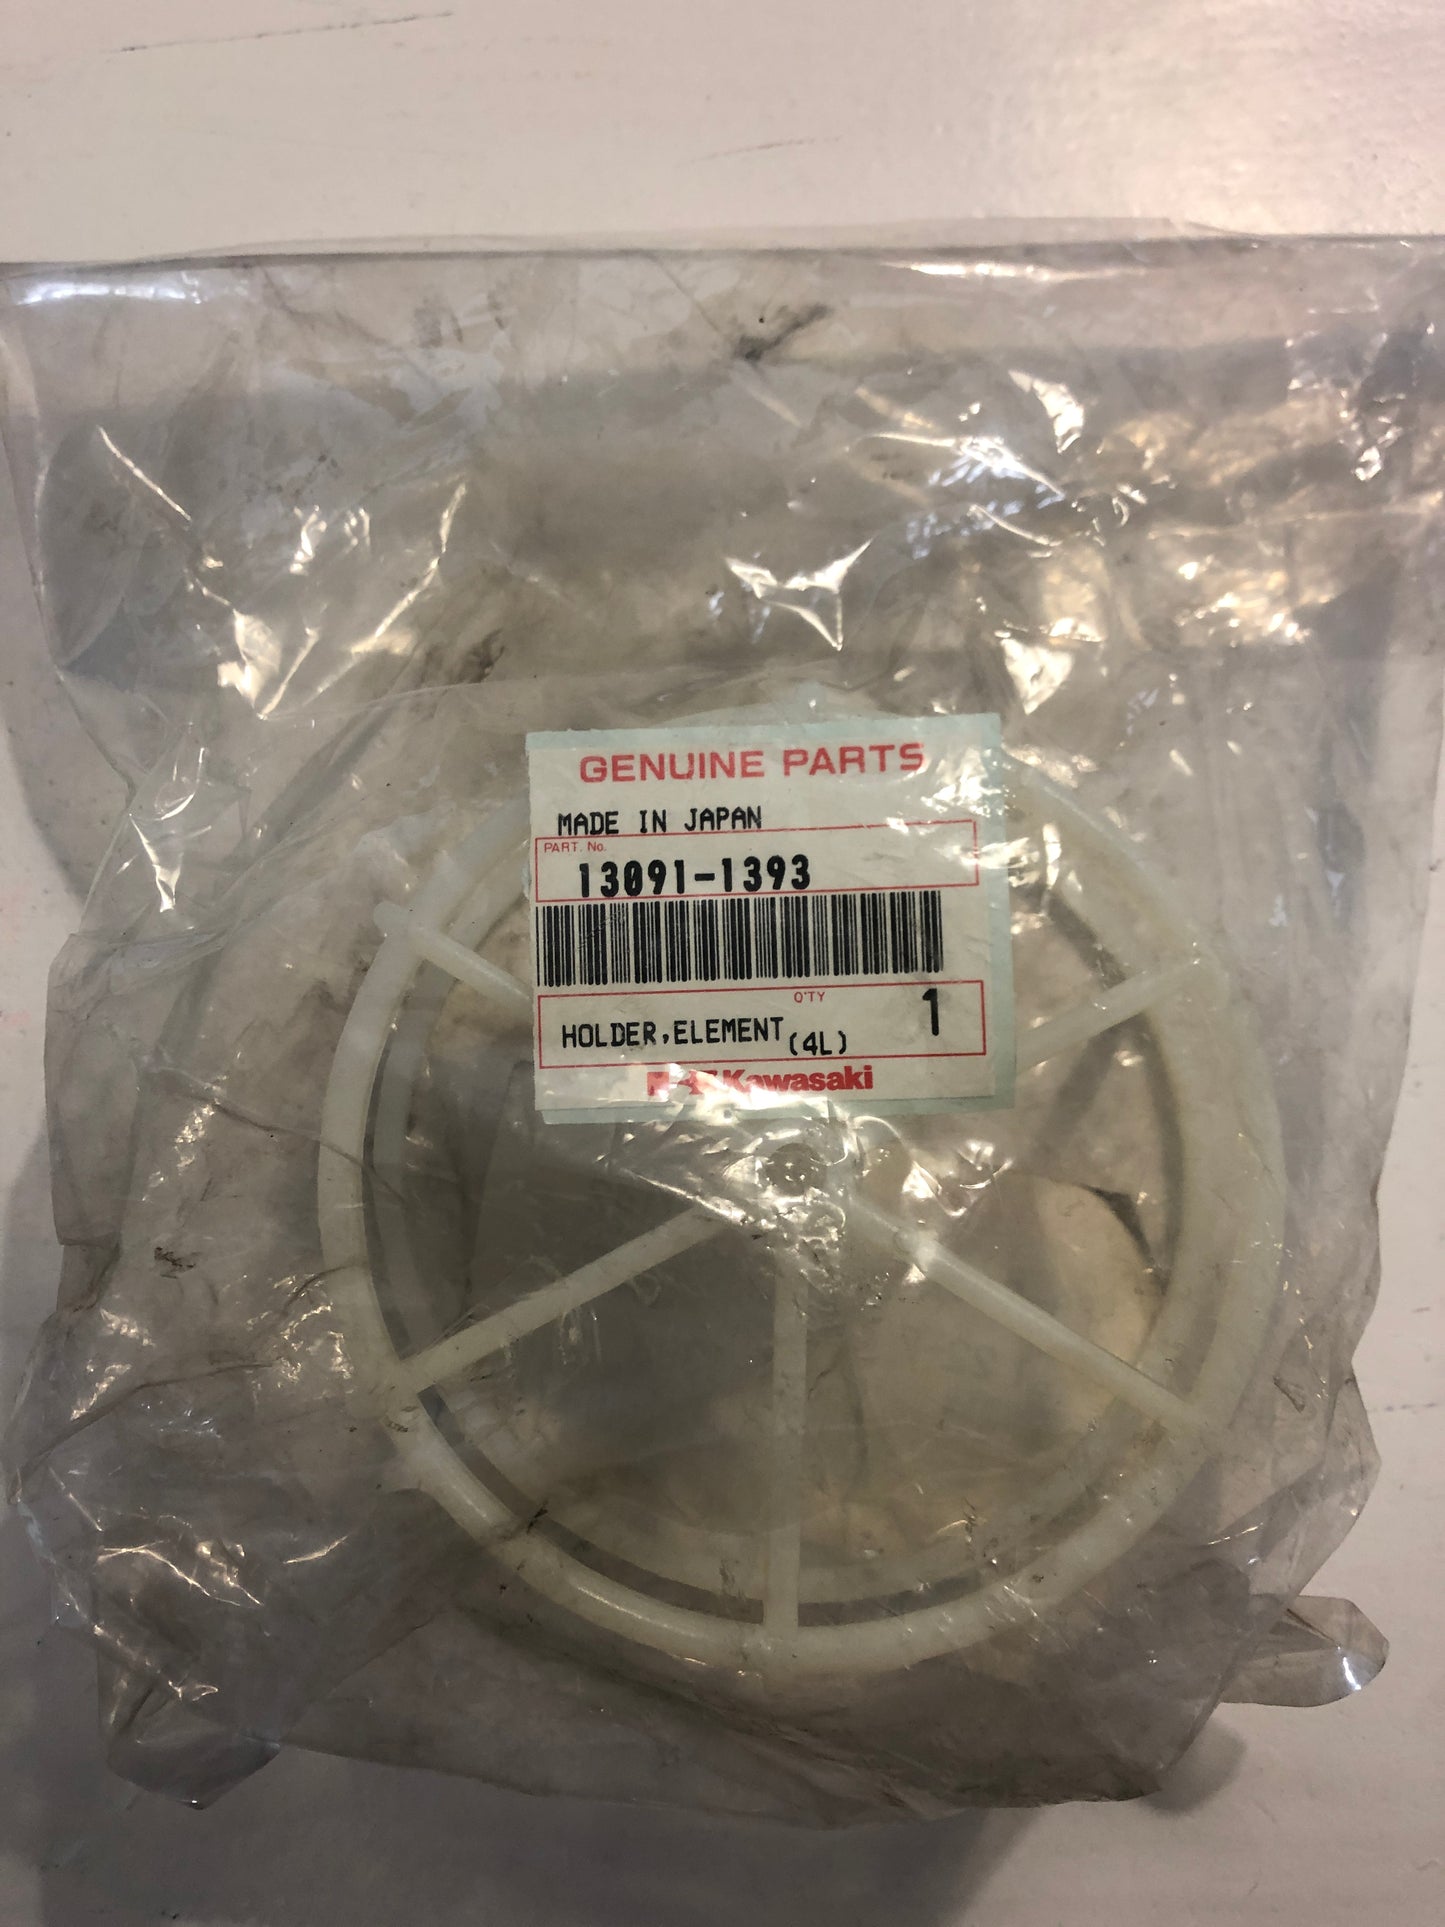 GENUINE PARTS
MADE IN JAPAN
PART. No.
13091-1393
Q'TY
HOLDER,ELEMENT (4L) 1
Kawasaki